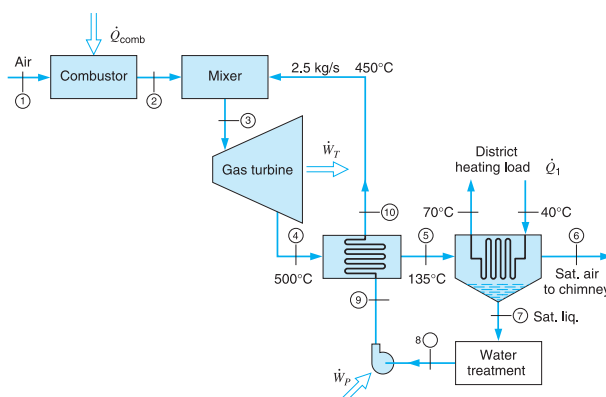 Q̇comb
Air
Combustor
Mixer
2.5 kg/s 450°C
1
2
3
Gas turbine
ẆT
District
heating load
Q̇1
10
70°C
40°C
4
5
6
500°C
135°C
Sat. air
to chimney
9
7
Sat. liq.
8
Water
treatment
ẆP